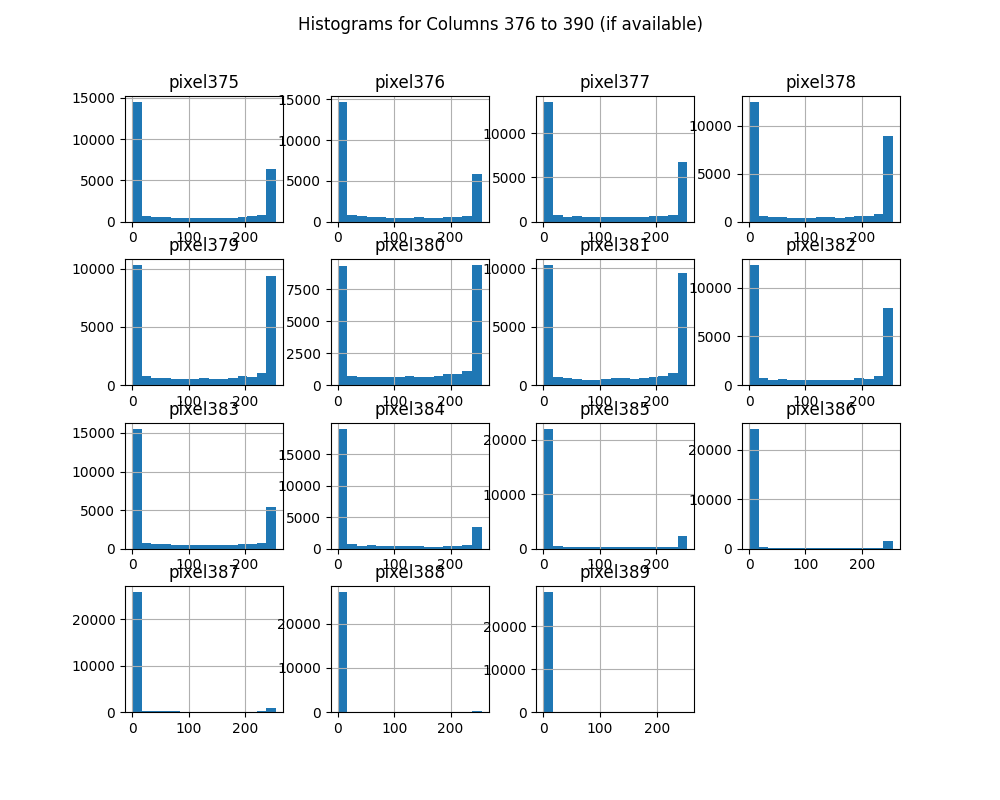 Histograms for Columns 376 to 390 (if available)
pixel375 pixel376 pixel377 pixel378
15000 15000 10000 10000
10000 10000 5000 5000
5000 5000 0 0
0 0
0 100 200 0 100 200 0 100 200 0 100 200
pixel379 pixel380 pixel381 pixel382
10000 7500 10000 10000
5000 5000 5000 5000
0 2500 0 0
0
0 100 200 0 100 200 0 100 200 0 100 200
pixel383 pixel384 pixel385 pixel386
15000 15000 20000 20000
10000 10000 10000 10000
5000 5000 0 0
0 0
0 100 200 0 100 200 0 100 200 0 100 200
pixel387 pixel388 pixel389
20000 20000 20000
10000 10000 10000
0 0 0
0 100 200 0 100 200 0 100 200